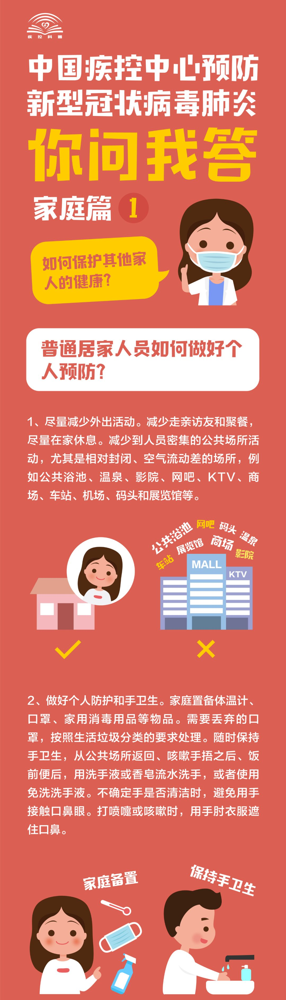 疾控科普
中国疾控中心预防
新型冠状病毒肺炎
你问我答
家庭篇 1
如何保护其他家
人的健康？
普通居家人员如何做好个
人预防？
1、尽量减少外出活动。减少走亲访友和聚餐，
尽量在家休息。减少到人员密集的公共场所活
动，尤其是相对封闭、空气流动差的场所，例
如公共浴池、温泉、影院、网吧、KTV、商
场、车站、机场、码头和展览馆等。
公共浴池
网吧
码头
温泉
车站
展览馆
商场
影院
MALL
KTV
2、做好个人防护和手卫生。家庭置备体温计、
口罩、家用消毒用品等物品。需要丢弃的口
罩，按照生活垃圾分类的要求处理。随时保持
手卫生，从公共场所返回、咳嗽手捂之后、饭
前便后，用洗手液或香皂流水洗手，或者使用
免洗洗手液。不确定手是否清洁时，避免用手
接触口鼻眼。打喷嚏或咳嗽时，用手肘衣服遮
住口鼻。
家庭备置
保持手卫生